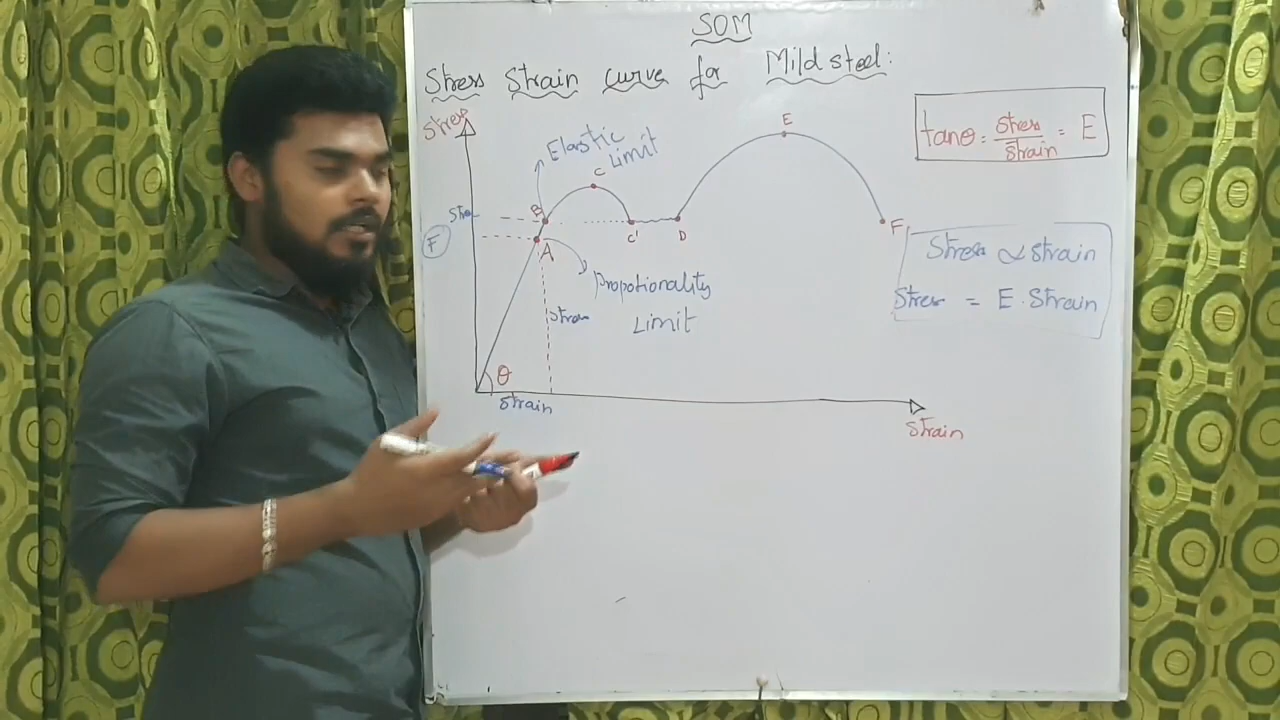 SOM
Stress Strain curve for Mild steel:
Stress
tanθ = stress/strain = E
Elastic
Limit
E
C
B
A
C'
D
F
F
Propotionality
Limit
Stress ∝ strain
Stress = E. Strain
θ
Strain
Strain